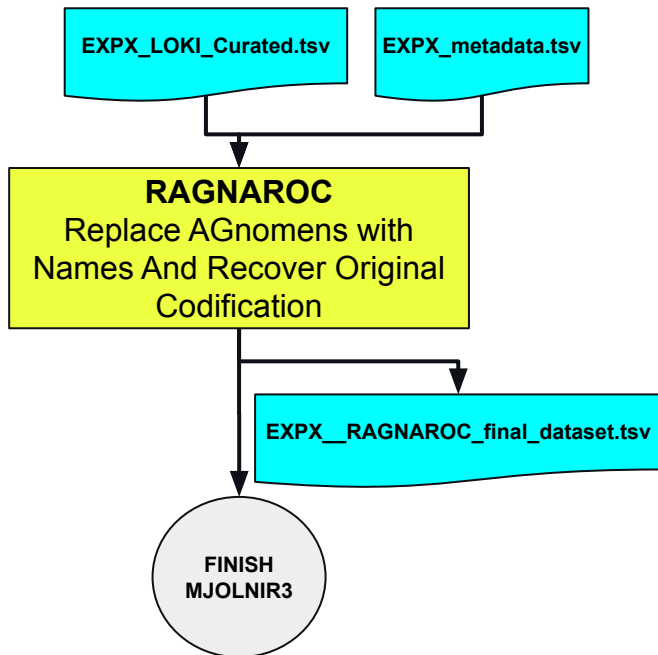 EXPX_LOKI_Curated.tsv
EXPX_metadata.tsv
RAGNAROC
Replace AGnomens with
Names And Recover Original
Codification
EXPX__RAGNAROC_final_dataset.tsv
FINISH
MJOLNIR3